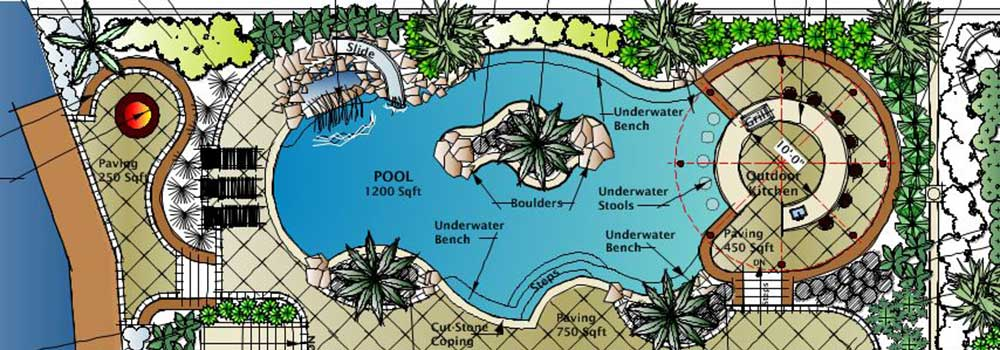 Slide
Underwater
Bench
Grill
10'-0"
Paving
250 Sqft
POOL
1200 Sqft
Outdoor
Kitchen
Underwater
Stools
Boulders
Underwater
Bench
Underwater
Bench
Paving
450 Sqft
Steps
Steps
Cut-Stone
Coping
Paving
750 Sqft